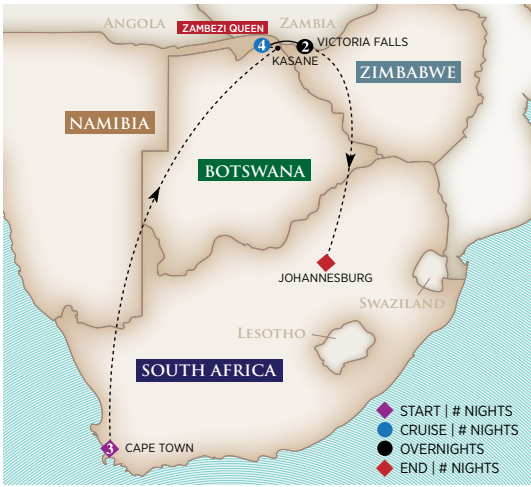 ANGOLA
ZAMBEZI QUEEN
ZAMBIA
4
2
VICTORIA FALLS
KASANE
ZIMBABWE
NAMIBIA
BOTSWANA
JOHANNESBURG
SWAZILAND
LESOTHO
SOUTH AFRICA
3
CAPE TOWN
START | # NIGHTS
CRUISE | # NIGHTS
OVERNIGHTS
END | # NIGHTS